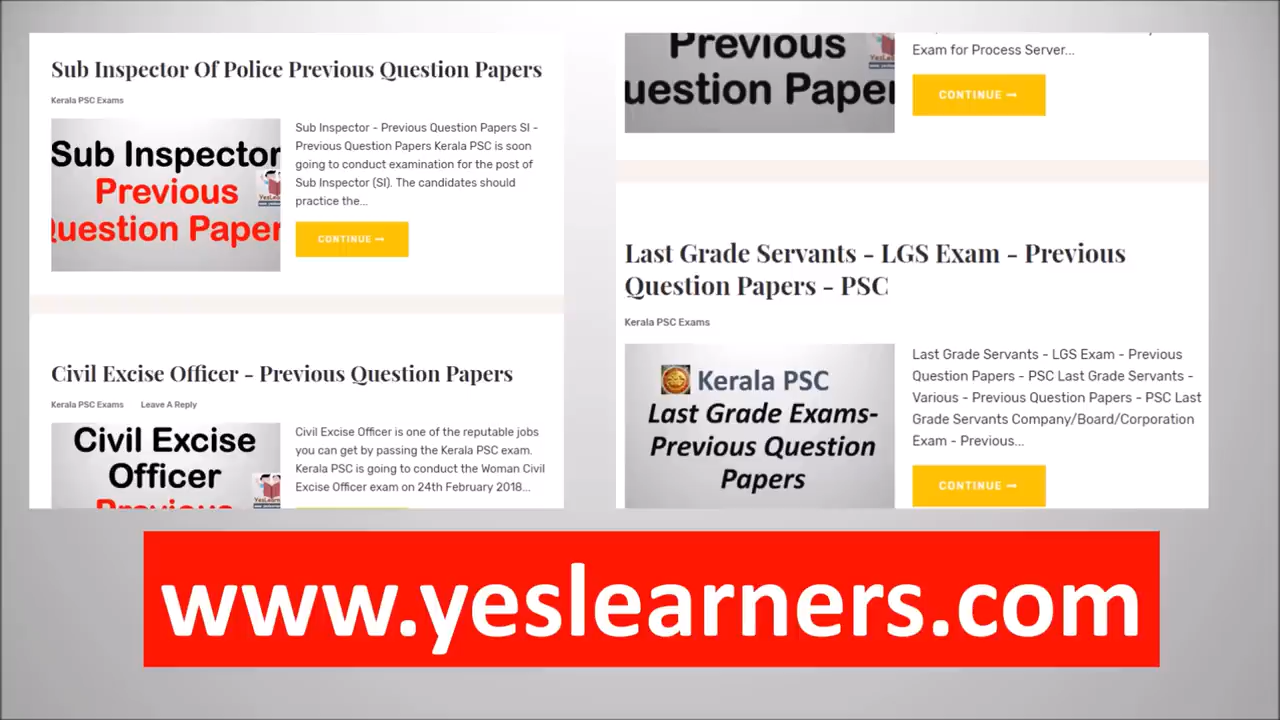 Sub Inspector Of Police Previous Question Papers
Kerala PSC Exams
Sub Inspector
Previous
Question Paper
Sub Inspector - Previous Question Papers SI -
Previous Question Papers Kerala PSC is soon
going to conduct examination for the post of
Sub Inspector (SI). The candidates should
practice the...
CONTINUE
Civil Excise Officer - Previous Question Papers
Kerala PSC Exams Leave A Reply
Civil Excise
Officer
Previous
YesLearn
Civil Excise Officer is one of the reputable jobs
you can get by passing the Kerala PSC exam.
Kerala PSC is going to conduct the Woman Civil
Excise Officer exam on 24th February 2018...
Previous
uestion Paper
Exam for Process Server...
CONTINUE
Last Grade Servants - LGS Exam - Previous
Question Papers - PSC
Kerala PSC Exams
Kerala PSC
Last Grade Exams-
Previous Question
Papers
Last Grade Servants - LGS Exam - Previous
Question Papers - PSC Last Grade Servants -
Various - Previous Question Papers - PSC Last
Grade Servants Company/Board/Corporation
Exam - Previous...
CONTINUE
www.yeslearners.com